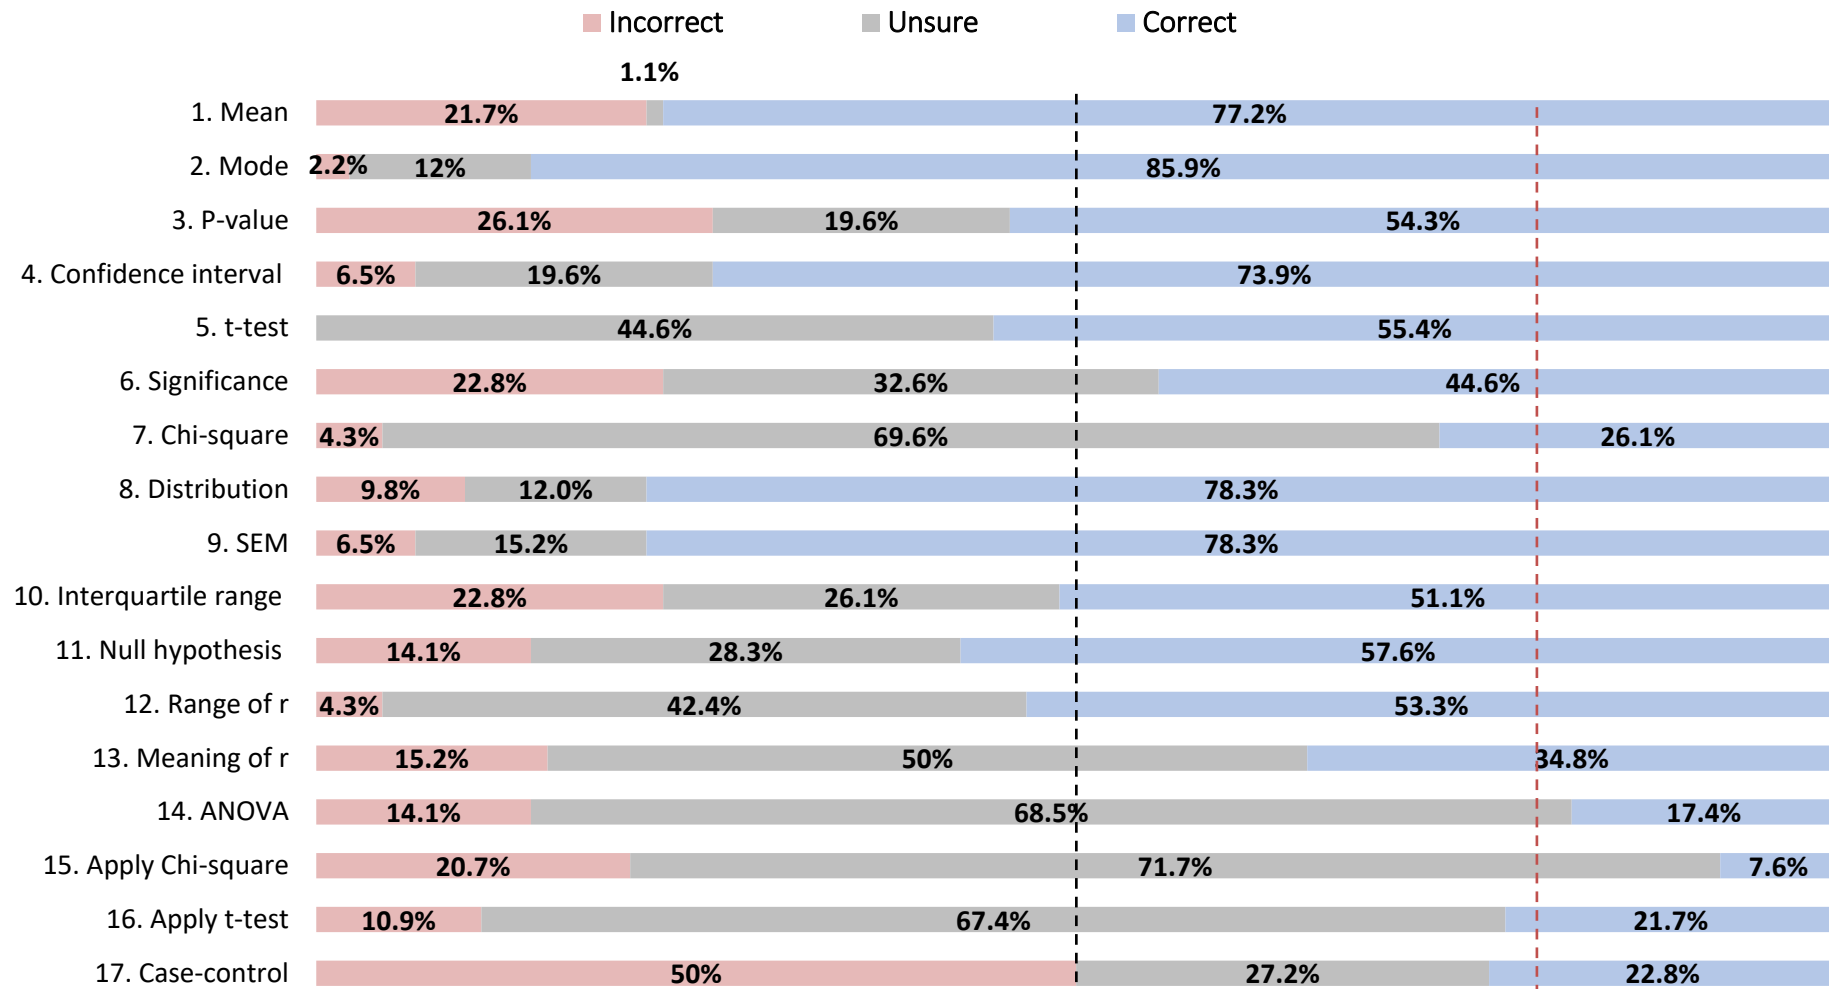 Incorrect Unsure Correct
1.1%
1. Mean 21.7% 77.2%
2. Mode 2.2% 12% 85.9%
3. P-value 26.1% 19.6% 54.3%
4. Confidence interval 6.5% 19.6% 73.9%
5. t-test 44.6% 55.4%
6. Significance 22.8% 32.6% 44.6%
7. Chi-square 4.3% 69.6% 26.1%
8. Distribution 9.8% 12.0% 78.3%
9. SEM 6.5% 15.2% 78.3%
10. Interquartile range 22.8% 26.1% 51.1%
11. Null hypothesis 14.1% 28.3% 57.6%
12. Range of r 4.3% 42.4% 53.3%
13. Meaning of r 15.2% 50% 34.8%
14. ANOVA 14.1% 68.5% 17.4%
15. Apply Chi-square 20.7% 71.7% 7.6%
16. Apply t-test 10.9% 67.4% 21.7%
17. Case-control 50% 27.2% 22.8%